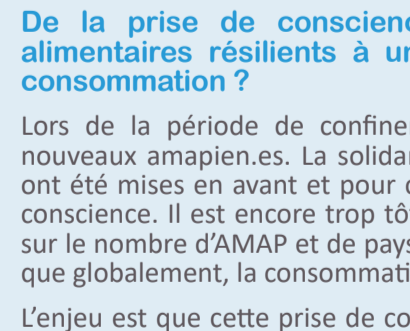 De la prise de conscienc
alimentaires résilients à u
consommation ?
Lors de la période de confine
nouveaux amapien.es. La solida
ont été mises en avant et pour
conscience. Il est encore trop tô
sur le nombre d'AMAP et de pays
que globalement, la consommati
L'enjeu est que cette prise de co